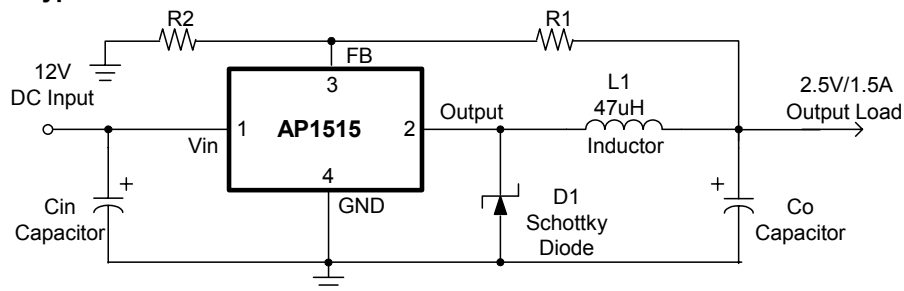 R2
R1
FB
3
12V
DC Input
Vin
1
AP1515
2
Output
L1
47uH
Inductor
2.5V/1.5A
Output Load
4
GND
+
Cin
Capacitor
D1
Schottky
Diode
+
Co
Capacitor